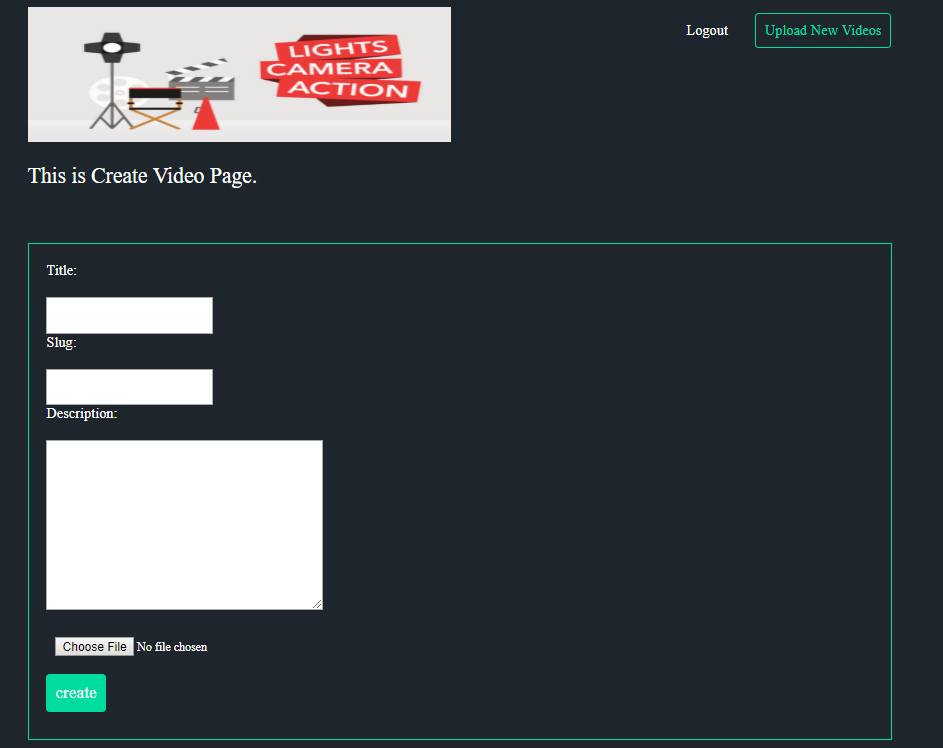 LIGHTS
CAMERA
ACTION
Logout
Upload New Videos
This is Create Video Page.
Title:
Slug:
Description:
Choose File No file chosen
create